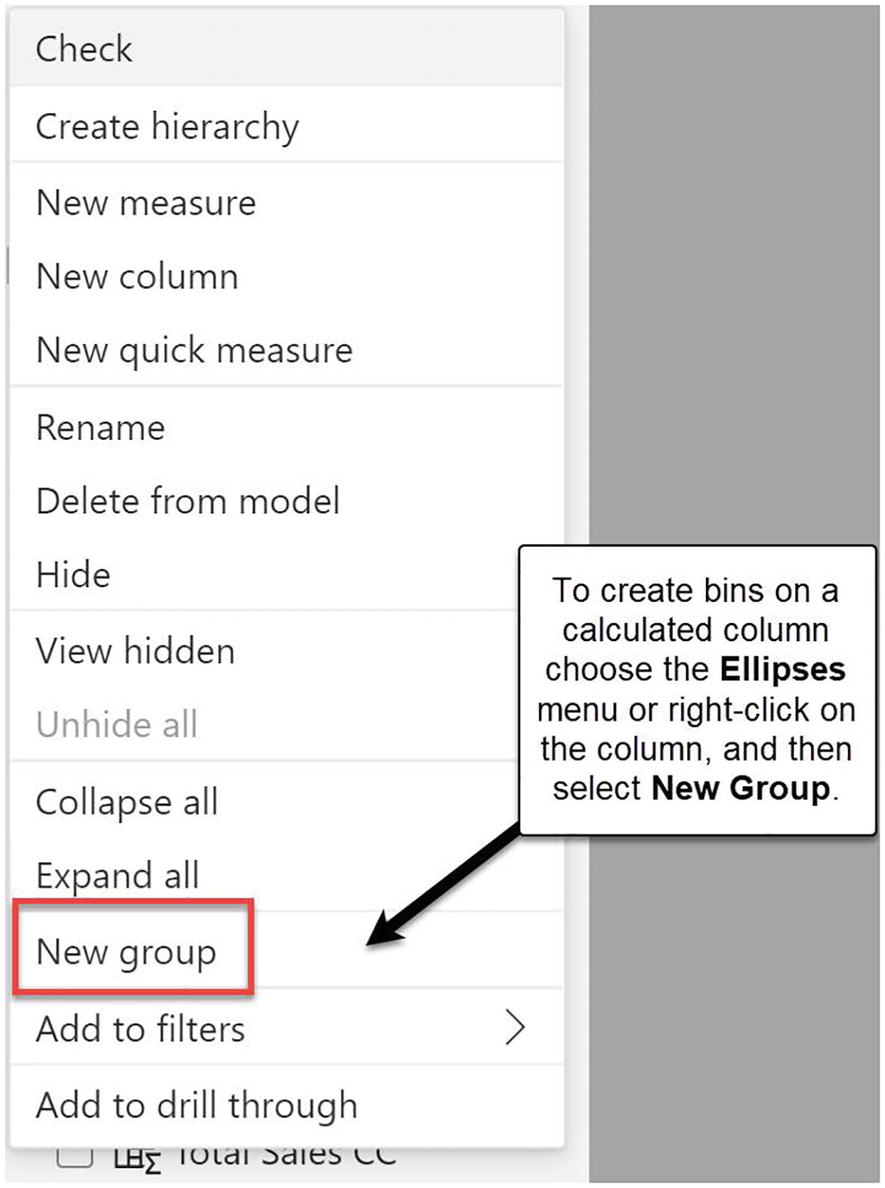 Check
Create hierarchy
New measure
New column
New quick measure
Rename
Delete from model
Hide
View hidden
Unhide all
Collapse all
Expand all
New group
Add to filters
Add to drill through
Total Sales CC
To create bins on a
calculated column
choose the Ellipses
menu or right-click on
the column, and then
select New Group.